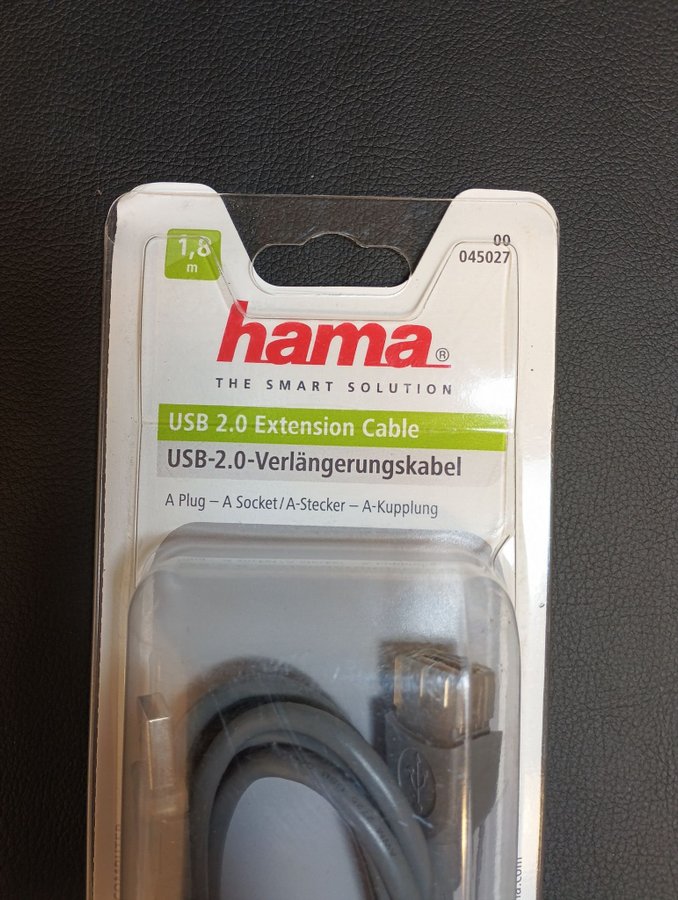 1,8
m
00
045027
hama®
THE SMART SOLUTION
USB 2.0 Extension Cable
USB-2.0-Verlängerungskabel
A Plug – A Socket/A-Stecker – A-Kupplung
COMPUTER